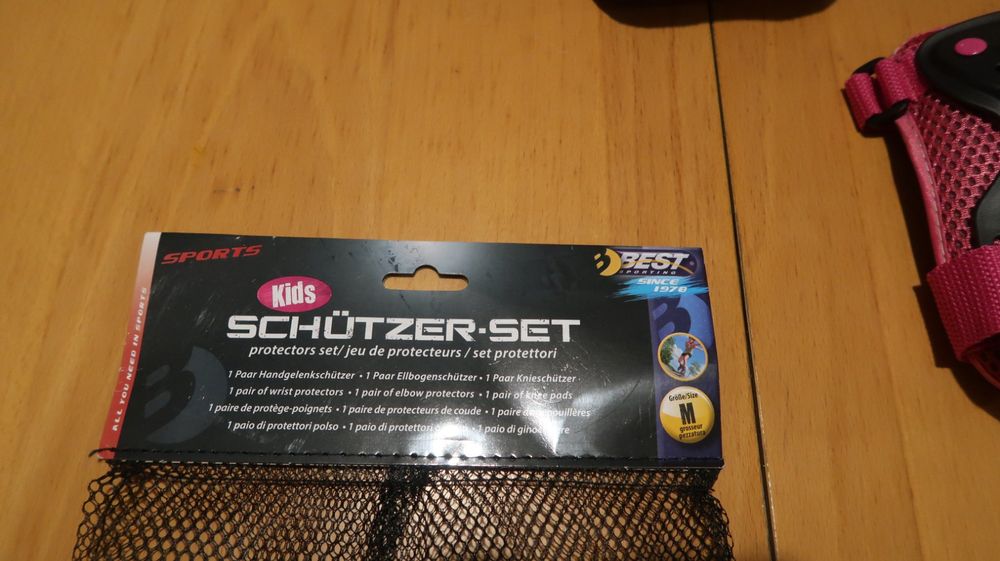 SPORTS
BEST
SPORTING
SINCE
1978
Kids
SCHÜTZER-SET
protectors set/ jeu de protecteurs / set protettori
1 Paar Handgelenkschützer • 1 Paar Ellbogenschützer • 1 Paar Knieschützer
1 pair of wrist protectors • 1 pair of elbow protectors • 1 pair of knee pads
1 paire de protège-poignets • 1 paire de protecteurs de coude • 1 paire de genouillères
1 paio di protettori polso • 1 paio di protettori • 1 paio di
Größe/Size
M
grosseur
pezzatura
ALL YOU NEED IN SPORTS